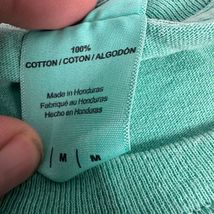 100%
COTTON/COTON/ALGODÓN
Made in Honduras
Fabriqué au Honduras
Hecho en Honduras
| M | M